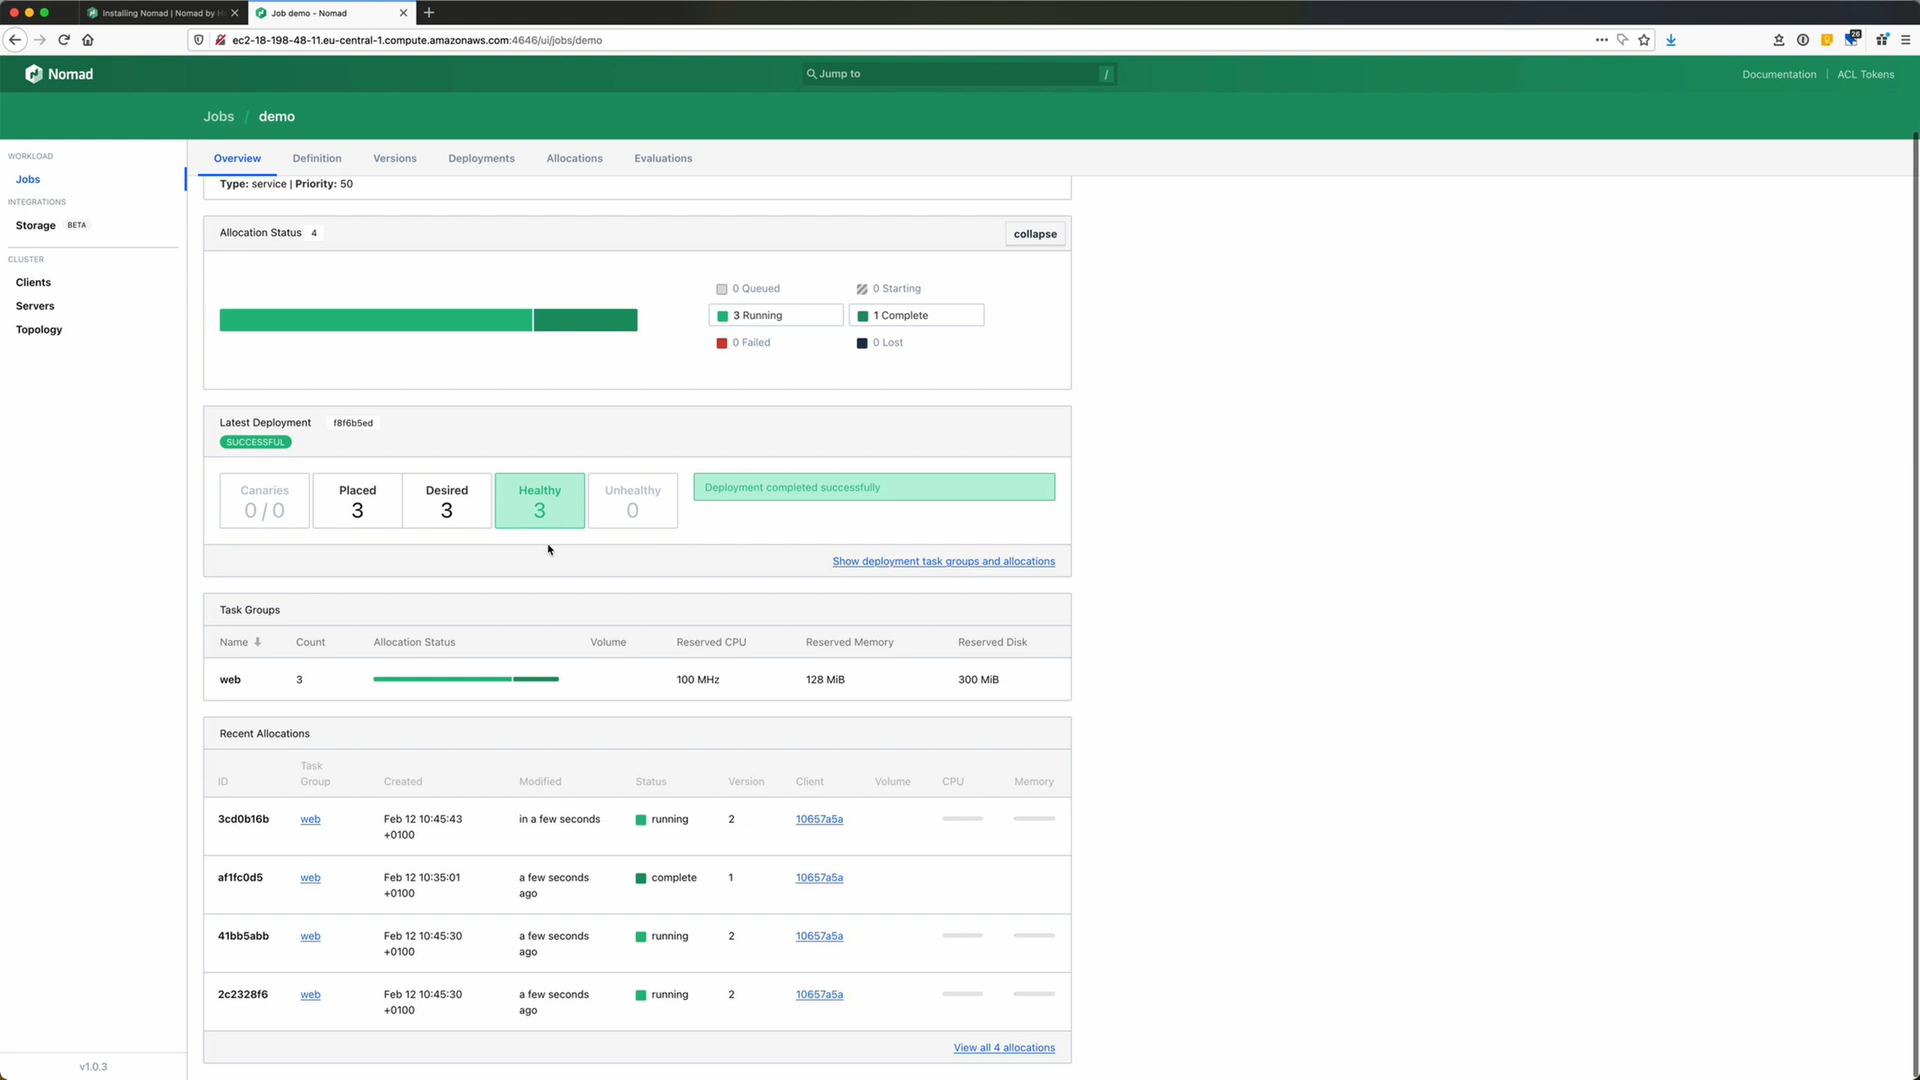 Installing Nomad | Nomad by H
Job demo - Nomad
ec2-18-198-48-11.eu-central-1.compute.amazonaws.com:4646/ui/jobs/demo
26
Nomad
Jump to
/
Documentation
ACL Tokens
Jobs / demo
WORKLOAD
Jobs
INTEGRATIONS
Storage BETA
CLUSTER
Clients
Servers
Topology
v1.0.3
Overview Definition Versions Deployments Allocations Evaluations
Type: service | Priority: 50
Allocation Status 4
collapse
0 Queued 0 Starting
3 Running 1 Complete
0 Failed 0 Lost
Latest Deployment f8f6b5ed
SUCCESSFUL
Canaries Placed Desired Healthy Unhealthy
0 / 0 3 3 3 0
Deployment completed successfully
Show deployment task groups and allocations
Task Groups
Name Count Allocation Status Volume Reserved CPU Reserved Memory Reserved Disk
web 3 100 MHz 128 MiB 300 MiB
Recent Allocations
ID Task Group Created Modified Status Version Client Volume CPU Memory
3cd0b16b web Feb 12 10:45:43 +0100 in a few seconds running 2 10657a5a
af1fc0d5 web Feb 12 10:35:01 +0100 a few seconds ago complete 1 10657a5a
41bb5abb web Feb 12 10:45:30 +0100 a few seconds ago running 2 10657a5a
2c2328f6 web Feb 12 10:45:30 +0100 a few seconds ago running 2 10657a5a
View all 4 allocations